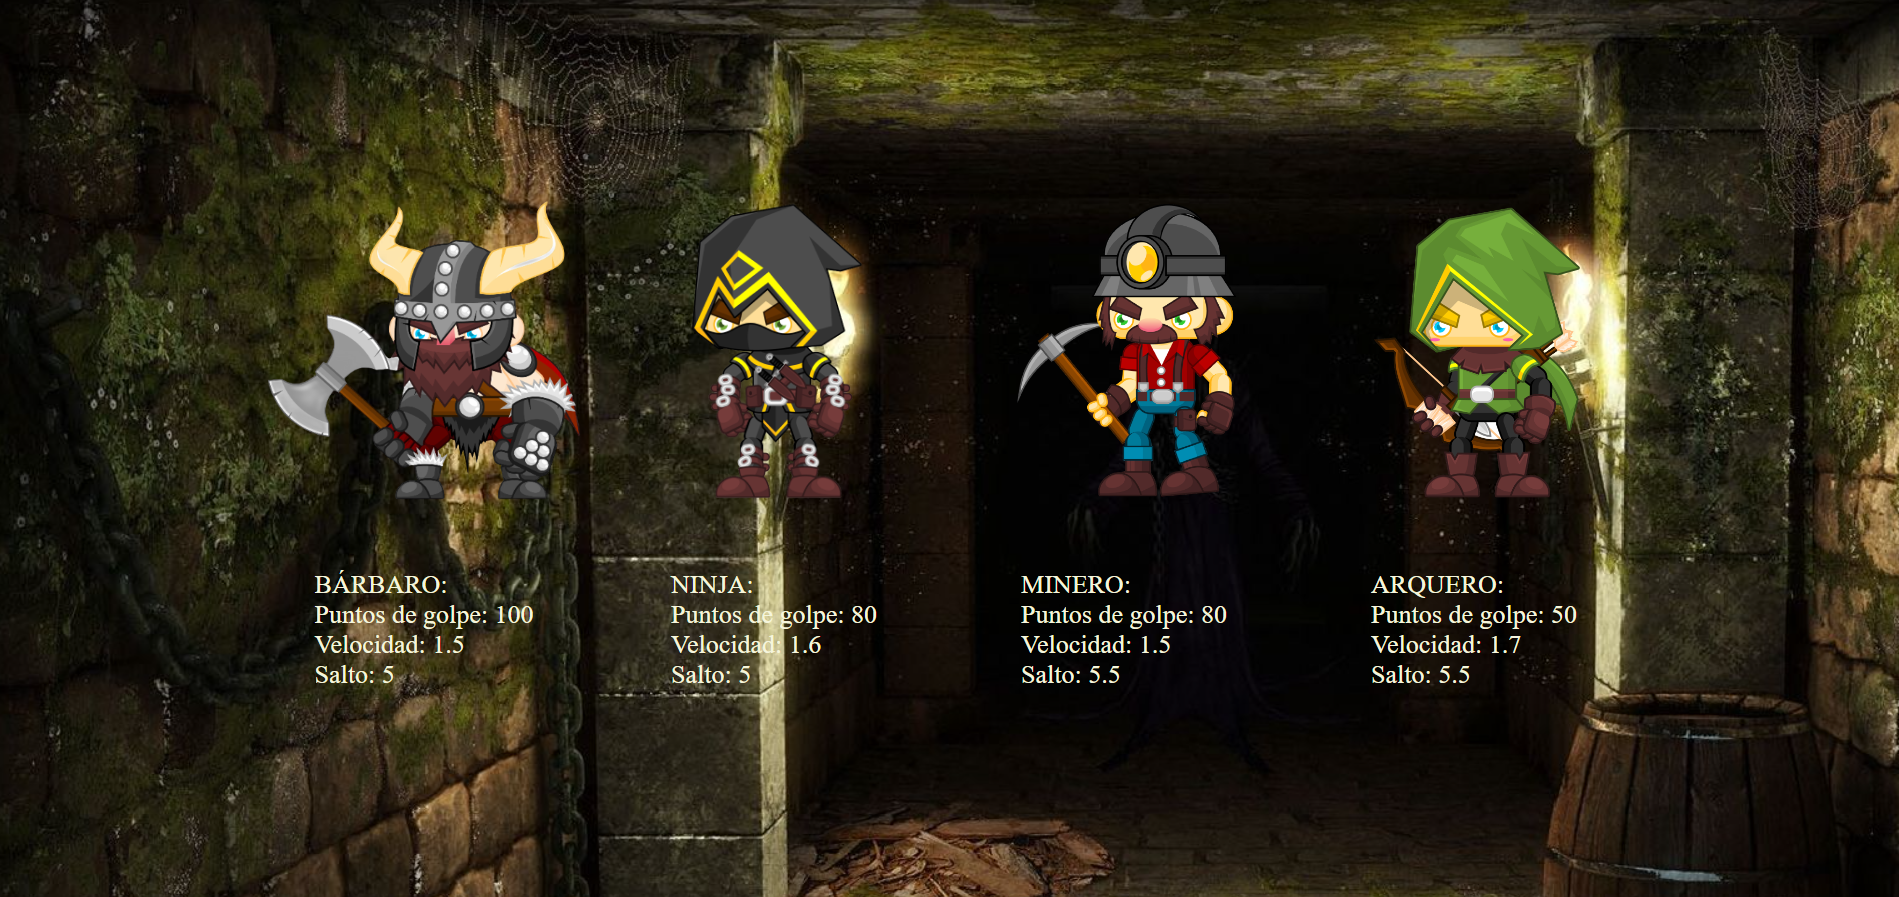 BÁRBARO:
Puntos de golpe: 100
Velocidad: 1.5
Salto: 5
NINJA:
Puntos de golpe: 80
Velocidad: 1.6
Salto: 5
MINERO:
Puntos de golpe: 80
Velocidad: 1.5
Salto: 5.5
ARQUERO:
Puntos de golpe: 50
Velocidad: 1.7
Salto: 5.5